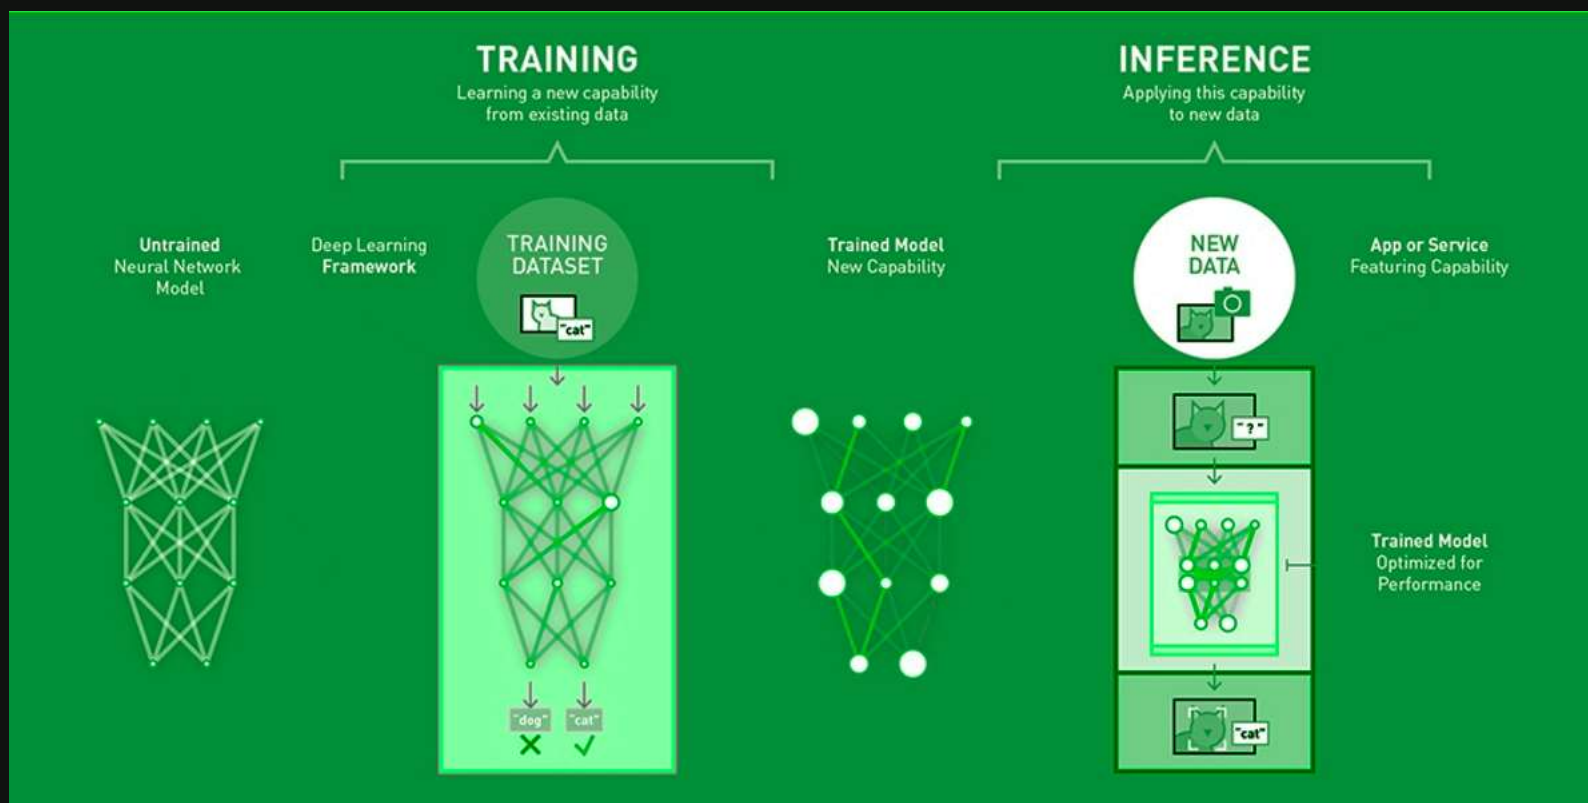 TRAINING
Learning a new capability
from existing data
INFERENCE
Applying this capability
to new data
Untrained
Neural Network
Model
Deep Learning
Framework
TRAINING
DATASET
"cat"
Trained Model
New Capability
NEW
DATA
App or Service
Featuring Capability
"?"
Trained Model
Optimized for
Performance
"dog"
"cat"
"cat"